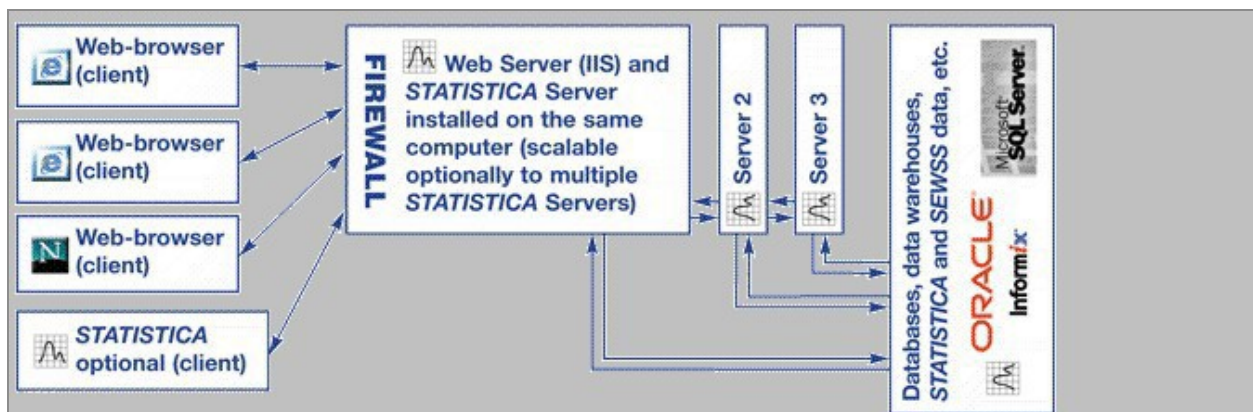 Web-browser
(client)
Web-browser
(client)
N
Web-browser
(client)
STATISTICA
optional (client)
FIREWALL
Web Server (IIS) and
STATISTICA Server
installed on the same
computer (scalable
optionally to multiple
STATISTICA Servers)
Server 2
Server 3
Databases, data warehouses,
STATISTICA and SEWSS data, etc.
Microsoft
SQL Server
ORACLE
Informix